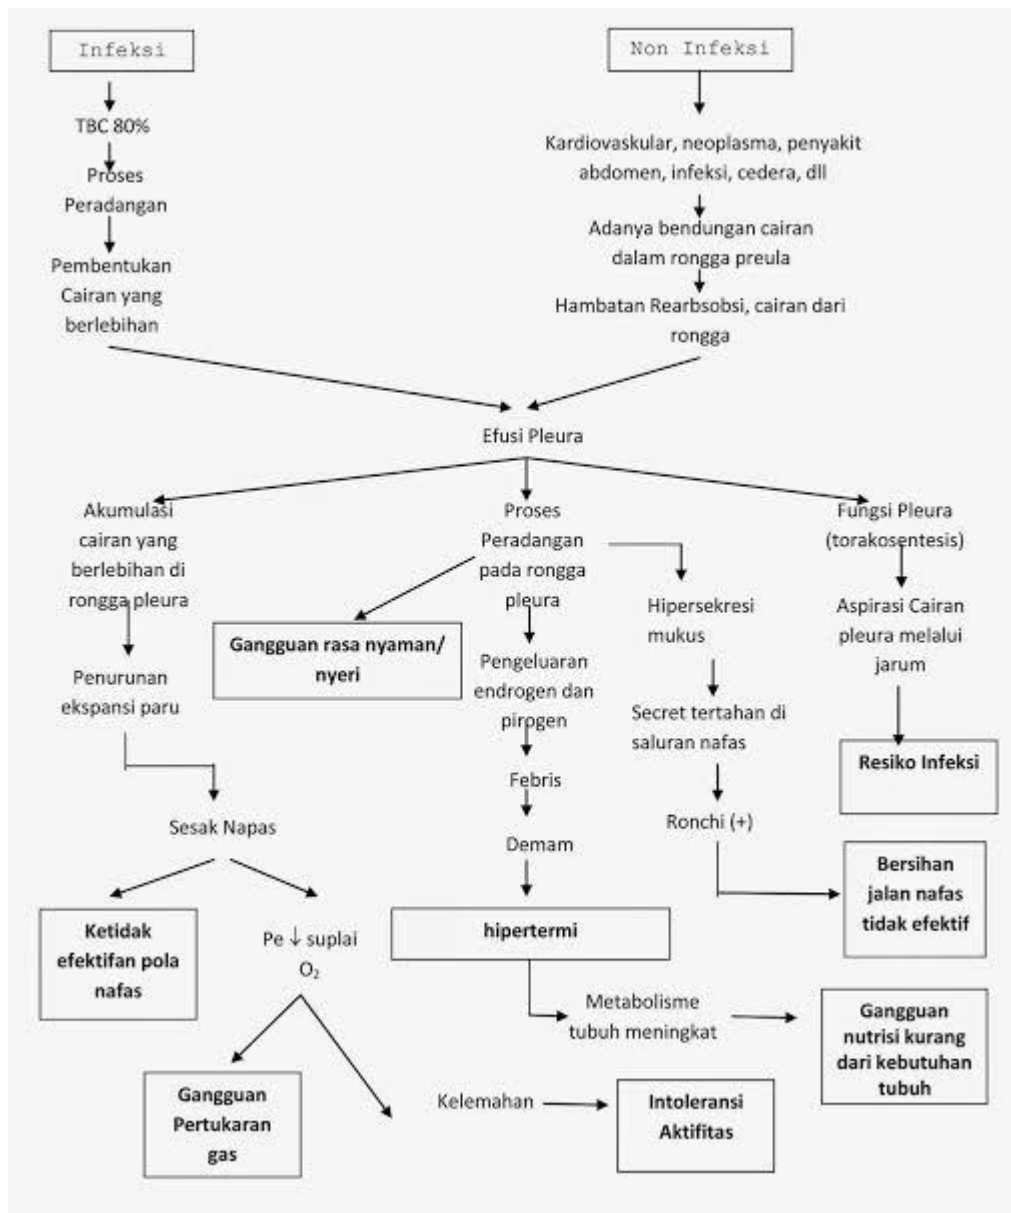 Infeksi
TBC 80%
Proses
Peradangan
Pembentukan
Cairan yang
berlebihan
Non Infeksi
Kardiovaskular, neoplasma, penyakit
abdomen, infeksi, cedera, dll
Adanya bendungan cairan
dalam rongga preula
Hambatan Rearbsobsi, cairan dari
rongga
Efusi Pleura
Akumulasi
cairan yang
berlebihan di
rongga pleura
Penurunan
ekspansi paru
Sesak Napas
Ketidak
efektifan pola
nafas
Pe ↓ suplai
O₂
Gangguan
Pertukaran
gas
Kelemahan
Intoleransi
Aktifitas
Proses
Peradangan
pada rongga
pleura
Gangguan rasa nyaman/
nyeri
Pengeluaran
endrogen dan
pirogen
Febris
Demam
hipertermi
Metabolisme
tubuh meningkat
Gangguan
nutrisi kurang
dari kebutuhan
tubuh
Hipersekresi
mukus
Secret tertahan di
saluran nafas
Ronchi (+)
Bersihan
jalan nafas
tidak efektif
Fungsi Pleura
(torakosentesis)
Aspirasi Cairan
pleura melalui
jarum
Resiko Infeksi